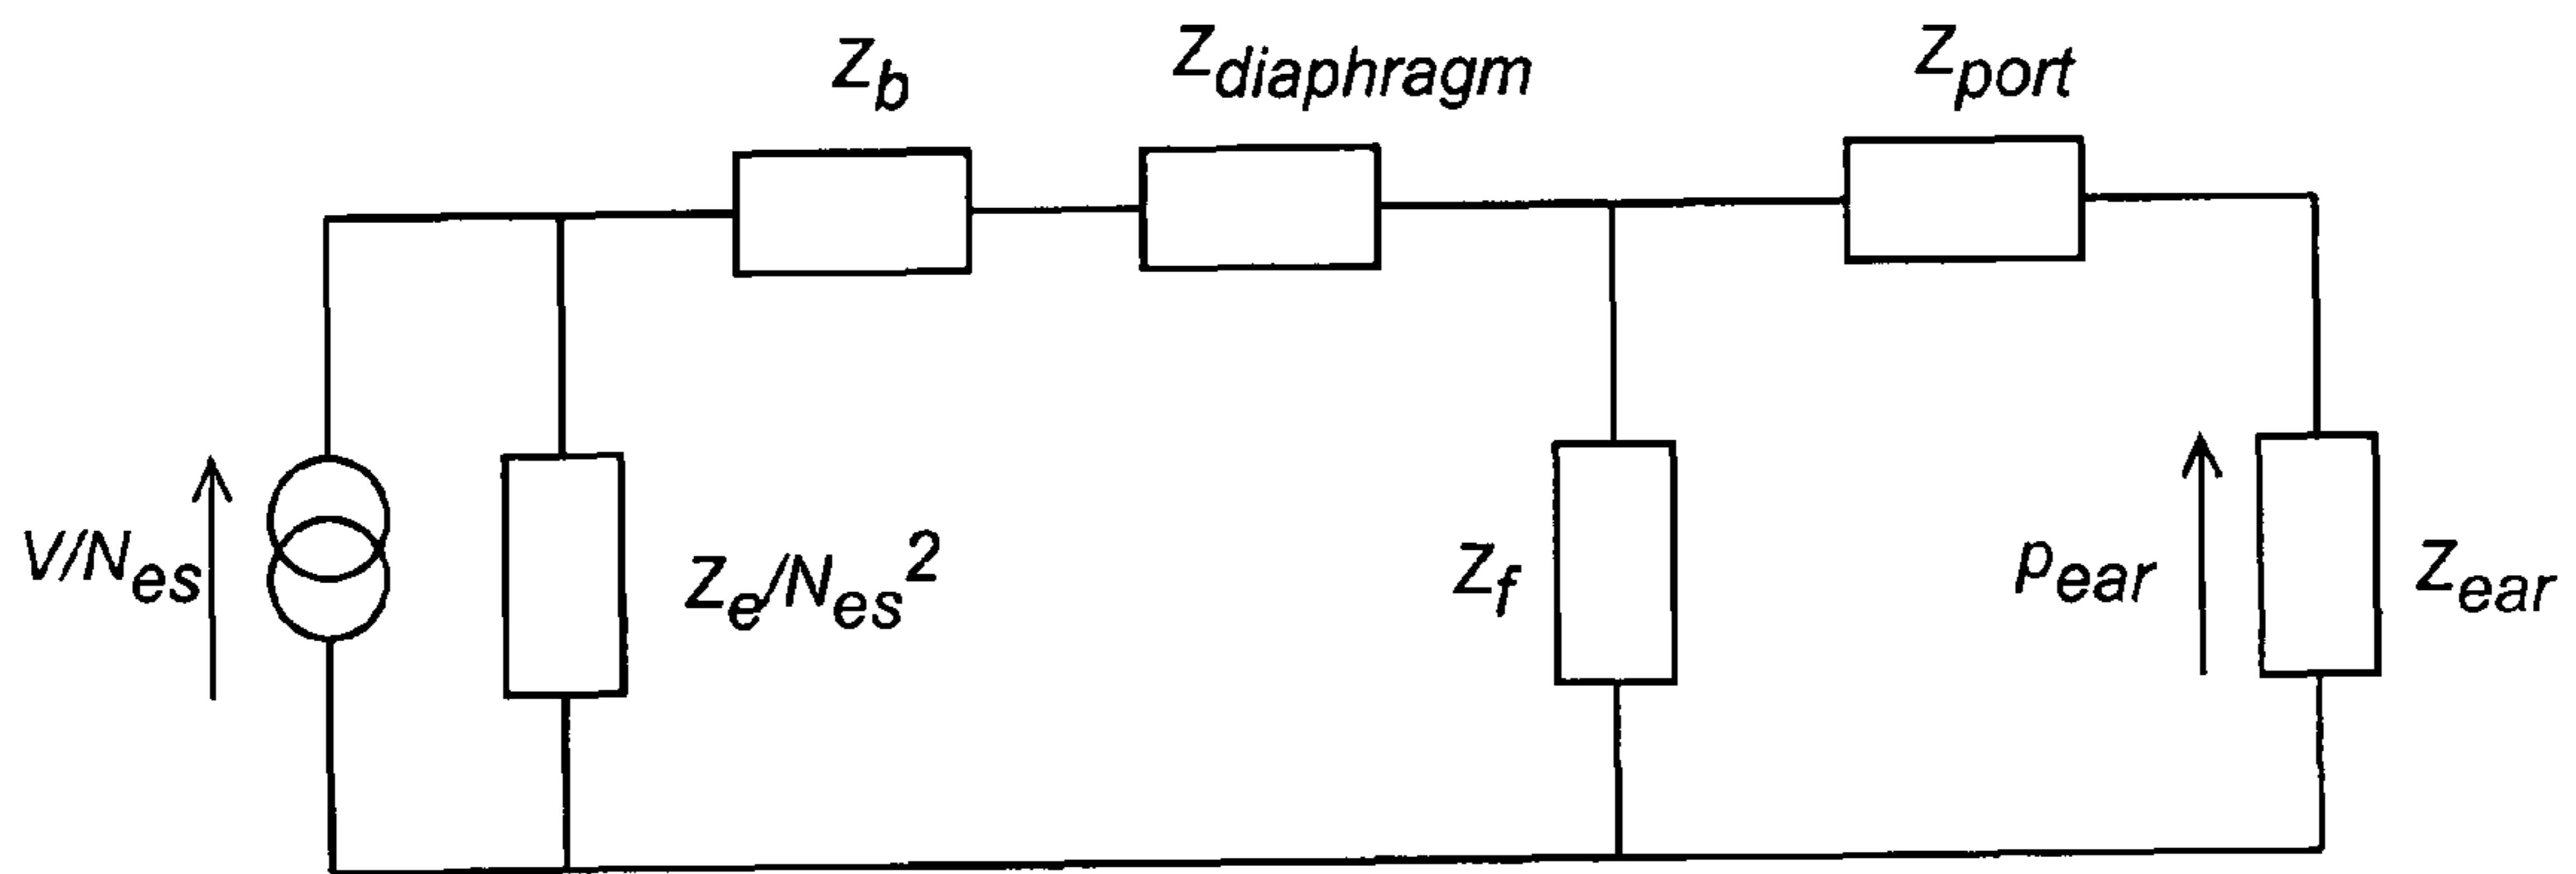 Z_b
Z_diaphragm
Z_port
V/N_es
Z_e/N_es^2
Z_f
p_ear
Z_ear